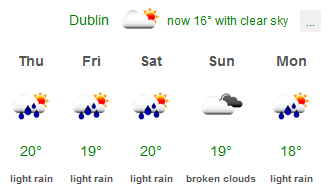 Dublin now 16° with clear sky ...
Thu Fri Sat Sun Mon
20° 19° 20° 19° 18°
light rain light rain light rain broken clouds light rain